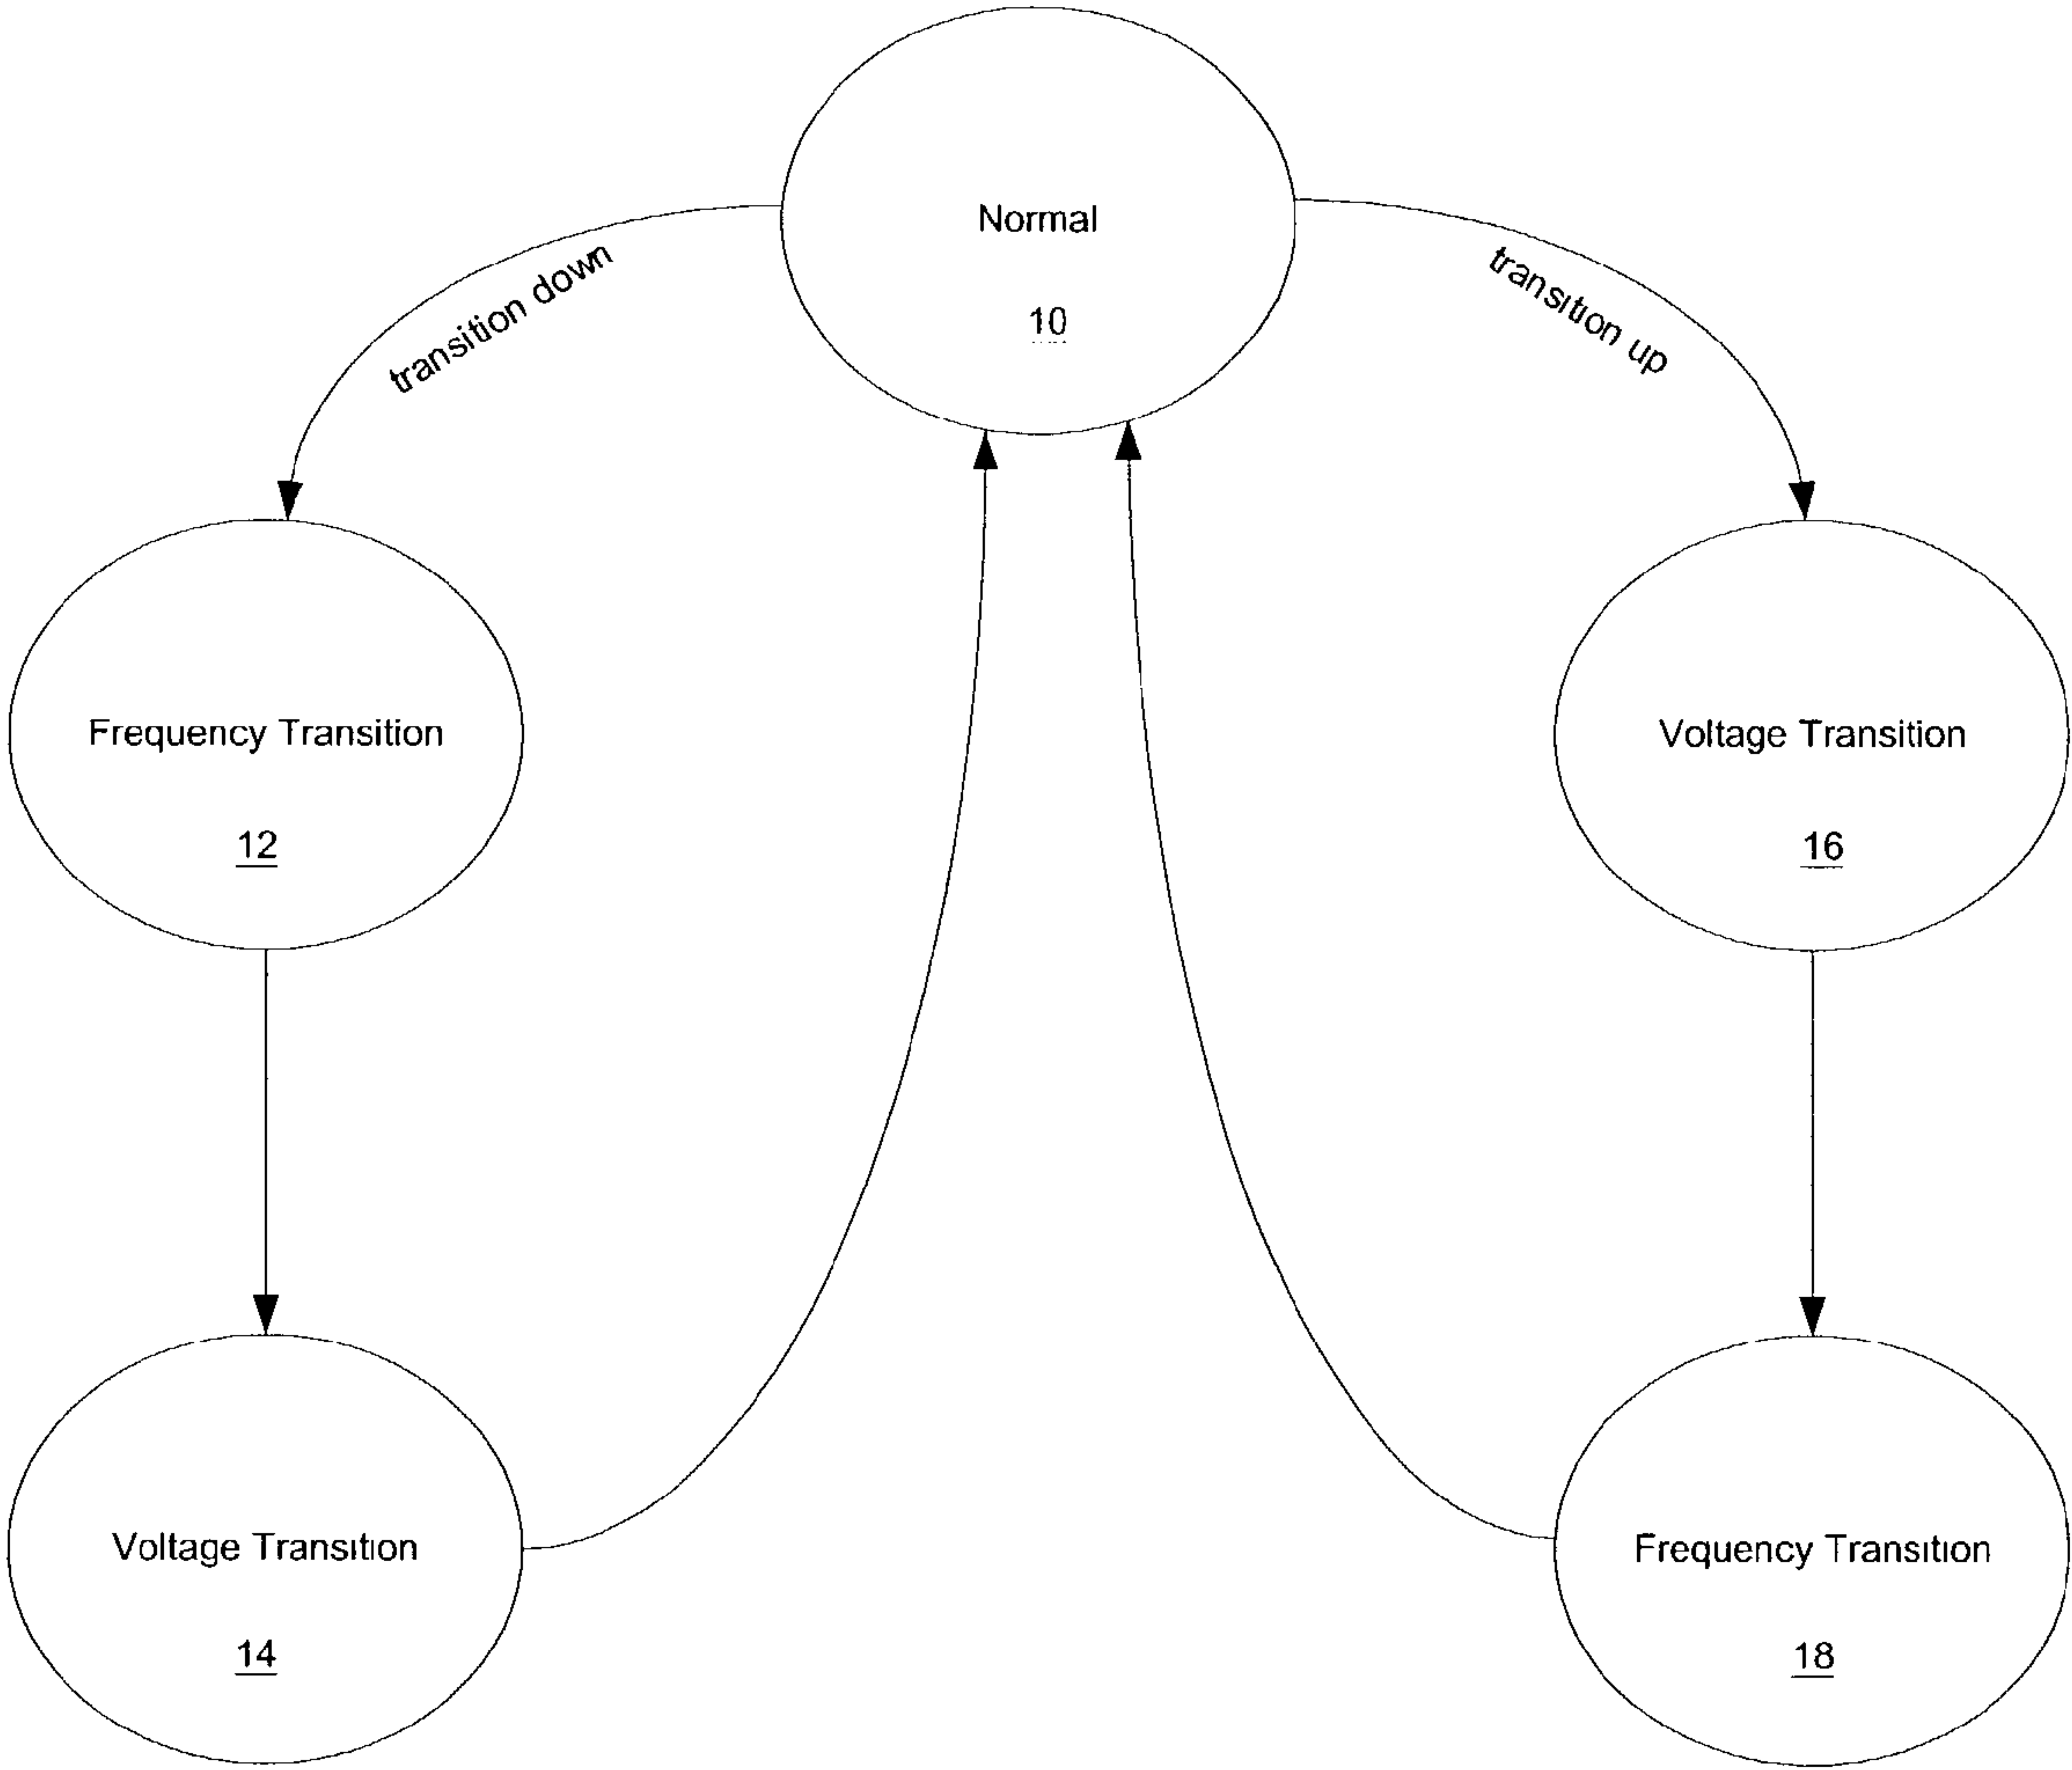 Normal
10
transition down
transition up
Frequency Transition
12
Voltage Transition
16
Voltage Transition
14
Frequency Transition
18